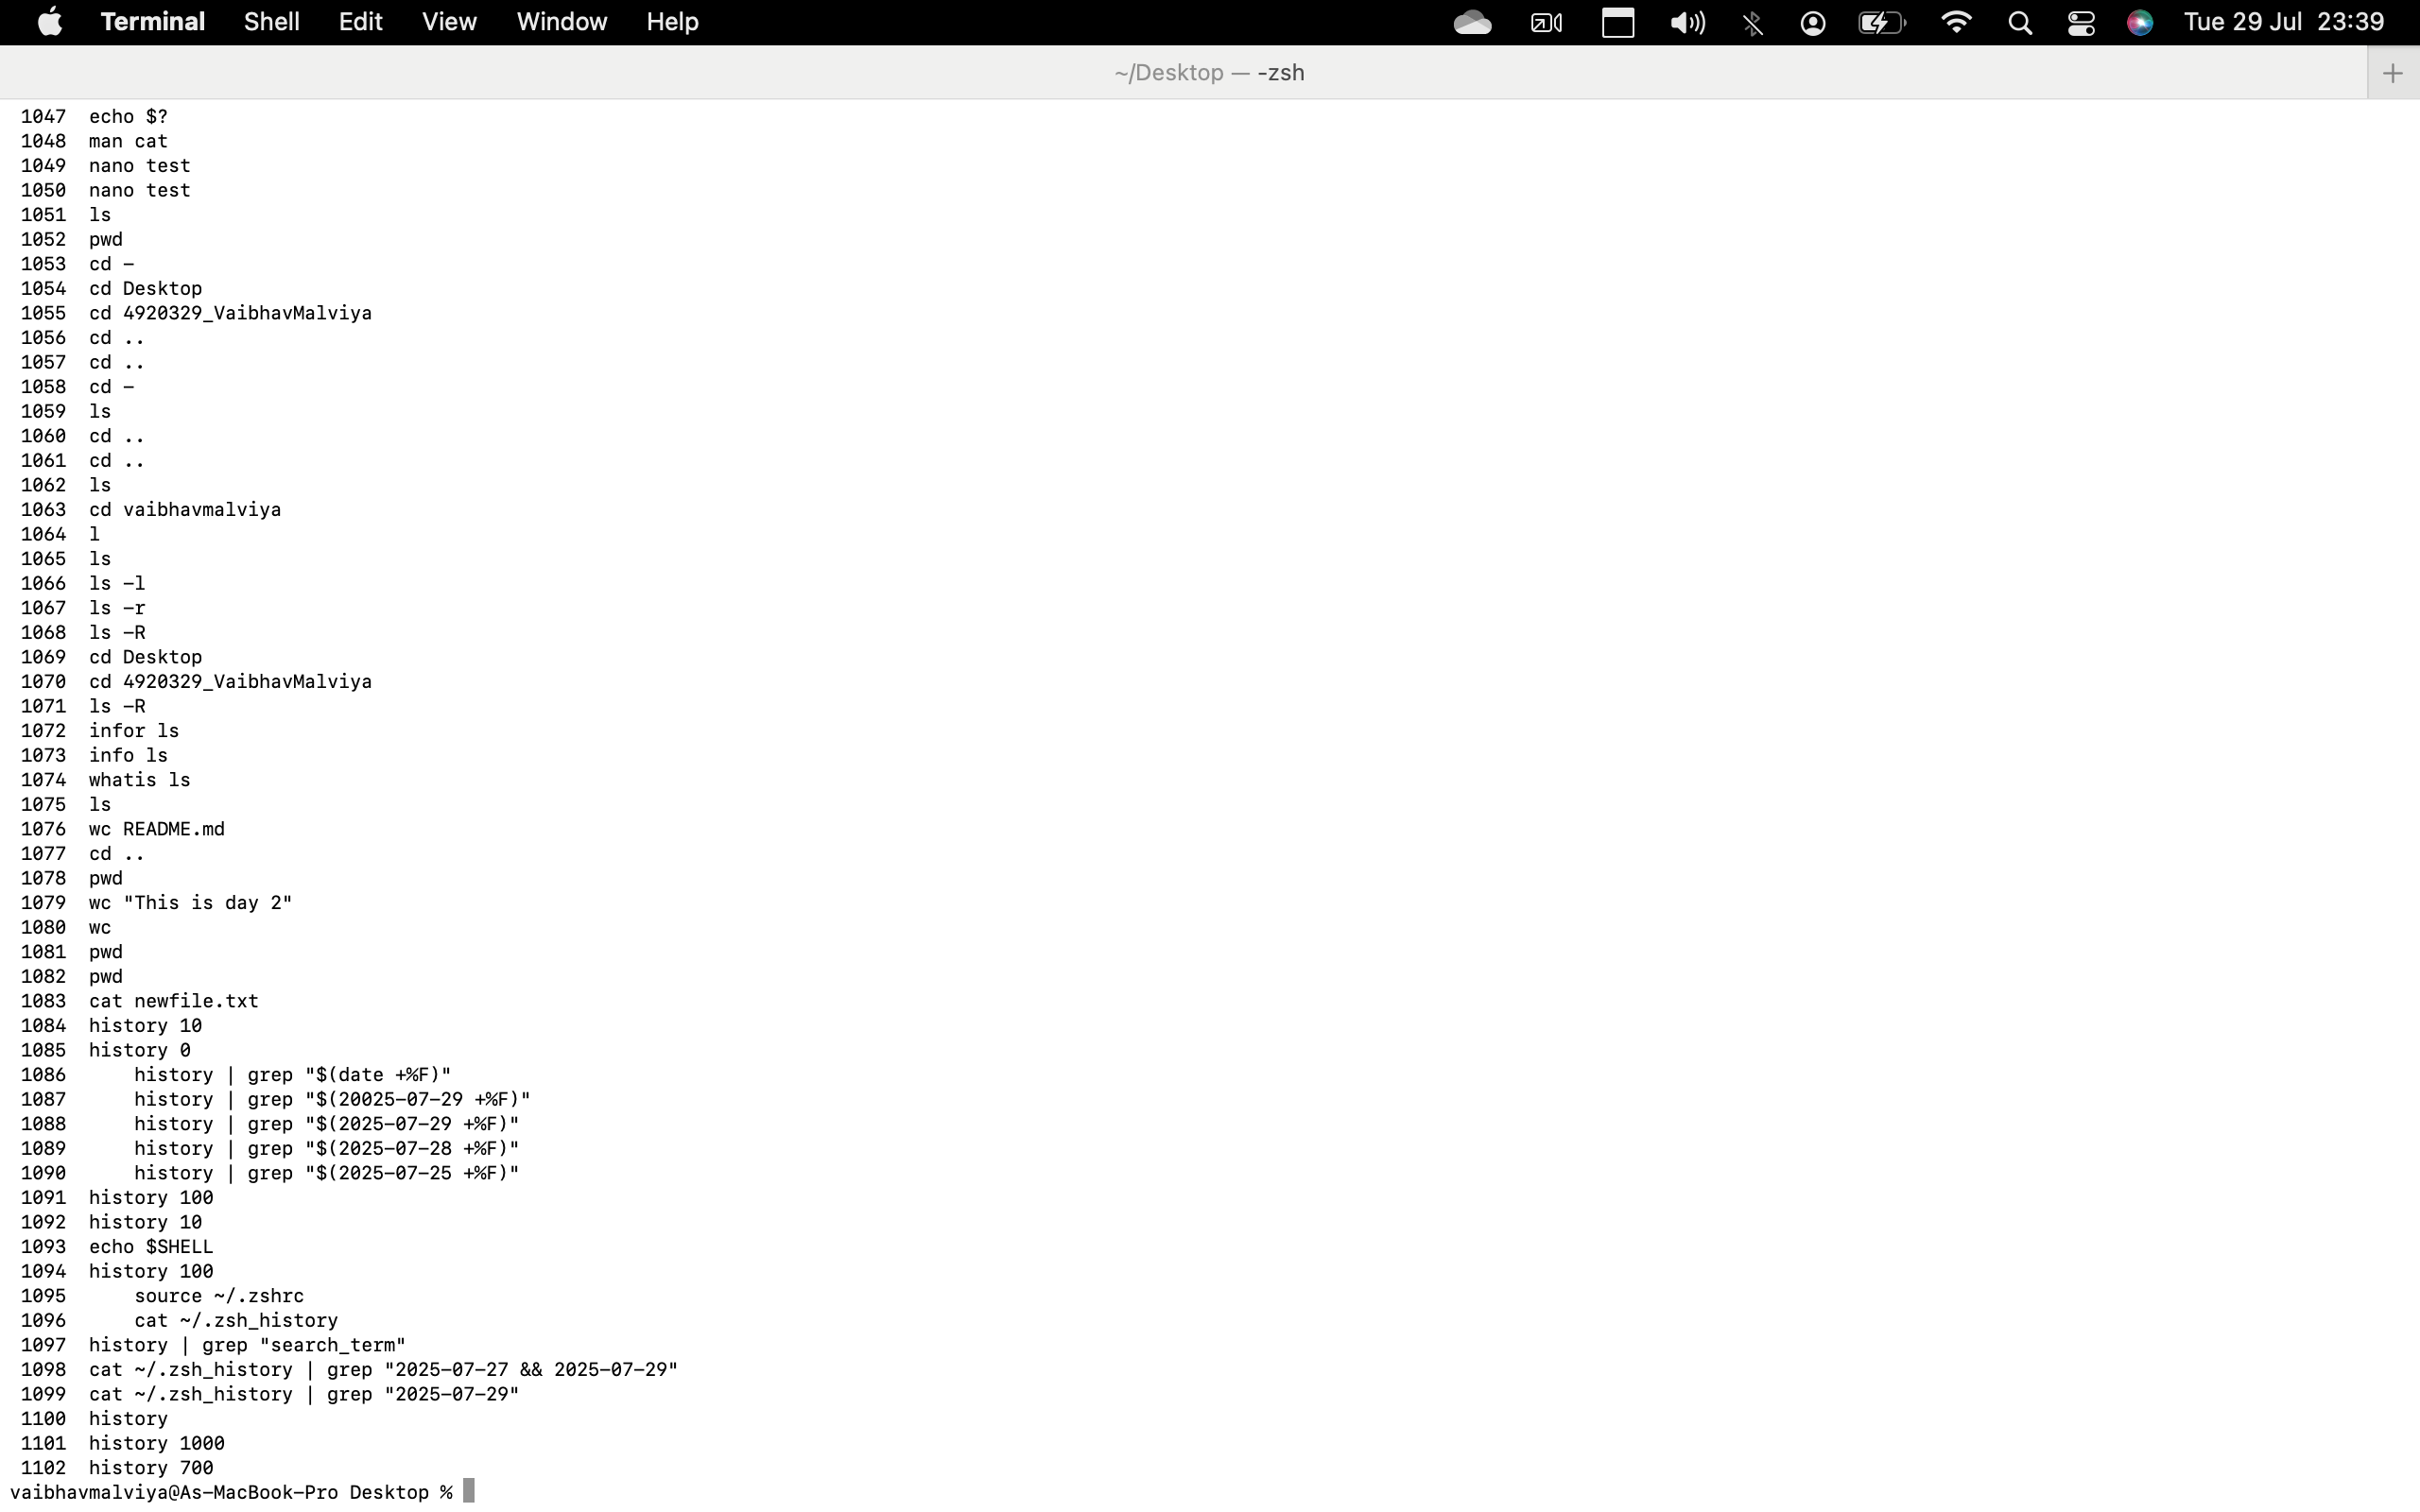 Terminal Shell Edit View Window Help Tue 29 Jul 23:39
~/Desktop — -zsh
1047 echo $?
1048 man cat
1049 nano test
1050 nano test
1051 ls
1052 pwd
1053 cd -
1054 cd Desktop
1055 cd 4920329_VaibhavMalviya
1056 cd ..
1057 cd ..
1058 cd -
1059 ls
1060 cd ..
1061 cd ..
1062 ls
1063 cd vaibhavmalviya
1064 l
1065 ls
1066 ls -l
1067 ls -r
1068 ls -R
1069 cd Desktop
1070 cd 4920329_VaibhavMalviya
1071 ls -R
1072 infor ls
1073 info ls
1074 whatis ls
1075 ls
1076 wc README.md
1077 cd ..
1078 pwd
1079 wc "This is day 2"
1080 wc
1081 pwd
1082 pwd
1083 cat newfile.txt
1084 history 10
1085 history 0
1086     history | grep "$(date +%F)"
1087     history | grep "$(20025-07-29 +%F)"
1088     history | grep "$(2025-07-29 +%F)"
1089     history | grep "$(2025-07-28 +%F)"
1090     history | grep "$(2025-07-25 +%F)"
1091 history 100
1092 history 10
1093 echo $SHELL
1094 history 100
1095     source ~/.zshrc
1096     cat ~/.zsh_history
1097 history | grep "search_term"
1098 cat ~/.zsh_history | grep "2025-07-27 && 2025-07-29"
1099 cat ~/.zsh_history | grep "2025-07-29"
1100 history
1101 history 1000
1102 history 700
vaibhavmalviya@As-MacBook-Pro Desktop %